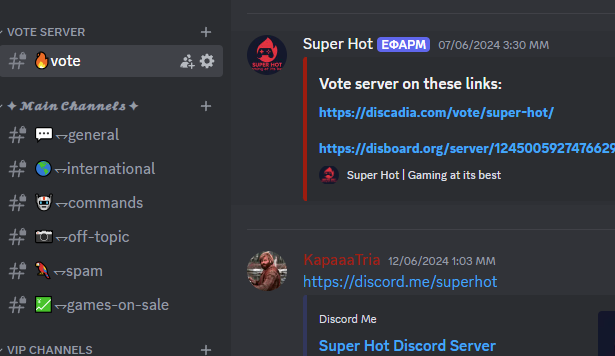 VOTE SERVER
🔥vote
✦ 𝓜𝓪𝓲𝓷 𝓒𝓱𝓪𝓷𝓷𝓮𝓵𝓼 ✦
general
international
commands
off-topic
spam
games-on-sale
VIP CHANNELS
Super Hot ΕΦΑΡΜ 07/06/2024 3:30 ΜΜ
Vote server on these links:
https://discadia.com/vote/super-hot/
https://disboard.org/server/1245005927476629
Super Hot | Gaming at its best
KapaaaTria 12/06/2024 1:03 ΜΜ
https://discord.me/superhot
Discord Me
Super Hot Discord Server